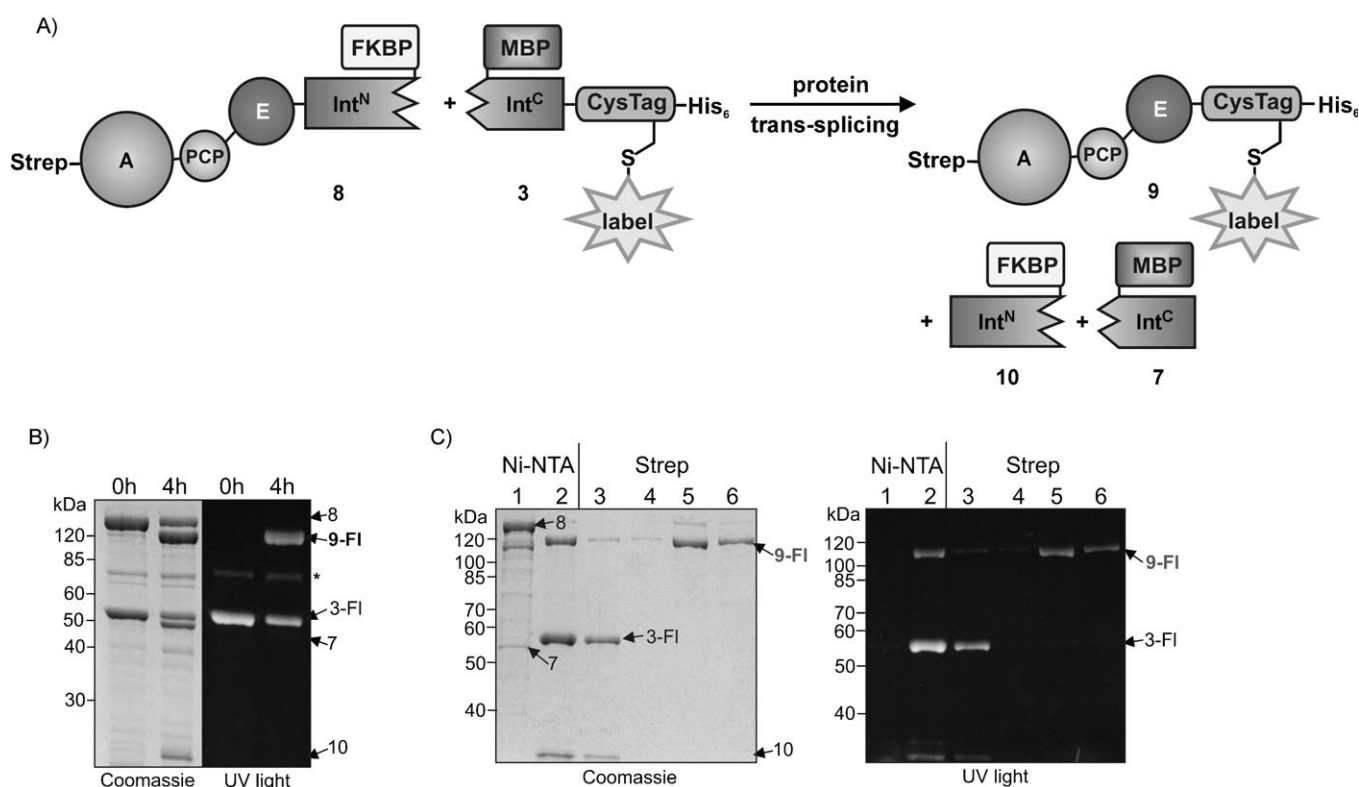 A)
FKBP
MBP
Int^N
+
Int^C
CysTag
His₆
E
Strep
A
PCP
S
label
8
3
protein
trans-splicing
E
CysTag
His₆
Strep
A
PCP
S
label
9
FKBP
MBP
+
Int^N
+
Int^C
10
7
B)
0h 4h 0h 4h
kDa
120
85
50
40
30
8
9-Fl
*
3-Fl
7
10
Coomassie UV light
C)
Ni-NTA Strep
1 2 3 4 5 6
kDa
120
100
85
70
60
50
40
8
9-Fl
3-Fl
7
10
Coomassie
Ni-NTA Strep
1 2 3 4 5 6
kDa
120
100
85
70
60
50
40
9-Fl
3-Fl
UV light